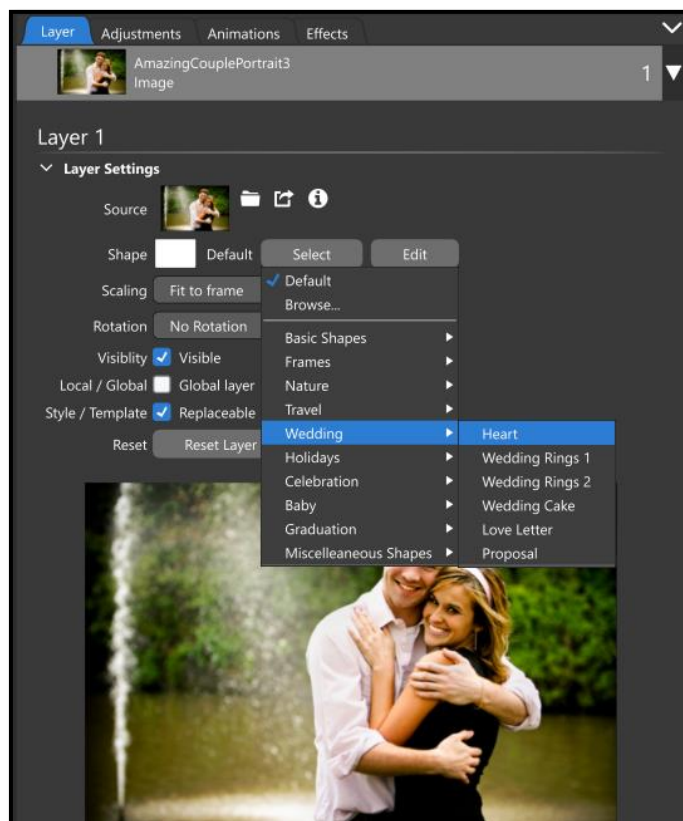 Layer Adjustments Animations Effects
AmazingCouplePortrait3
Image
1
Layer 1
Layer Settings
Source
Shape Default Select Edit
Scaling Fit to frame
Rotation No Rotation
Visiblity Visible
Local / Global Global layer
Style / Template Replaceable
Reset Reset Layer
Default
Browse...
Basic Shapes
Frames
Nature
Travel
Wedding
Holidays
Celebration
Baby
Graduation
Miscelleaneous Shapes
Heart
Wedding Rings 1
Wedding Rings 2
Wedding Cake
Love Letter
Proposal